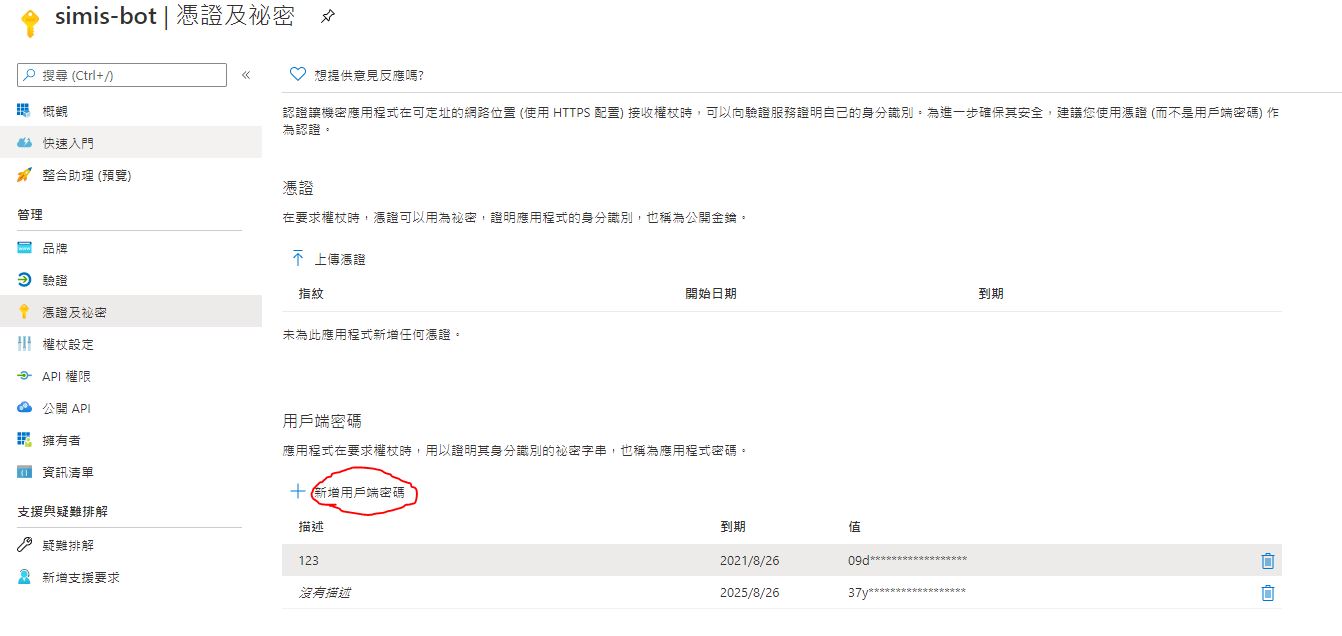 simis-bot | 憑證及祕密
搜尋 (Ctrl+/)
«
概觀
快速入門
整合助理 (預覽)
管理
品牌
驗證
憑證及祕密
權杖設定
API 權限
公開 API
擁有者
資訊清單
支援與疑難排解
疑難排解
新增支援要求
想提供意見反應嗎?
認證讓機密應用程式在可定址的網路位置 (使用 HTTPS 配置) 接收權杖時，可以向驗證服務證明自己的身分識別。為進一步確保其安全，建議您使用憑證 (而不是用戶端密碼) 作
為認證。
憑證
在要求權杖時，憑證可以用為祕密，證明應用程式的身分識別，也稱為公開金鑰。
上傳憑證
指紋 開始日期 到期
未為此應用程式新增任何憑證。
用戶端密碼
應用程式在要求權杖時，用以證明其身分識別的祕密字串，也稱為應用程式密碼。
新增用戶端密碼
描述 到期 值
123 2021/8/26 09d******************
沒有描述 2025/8/26 37y******************